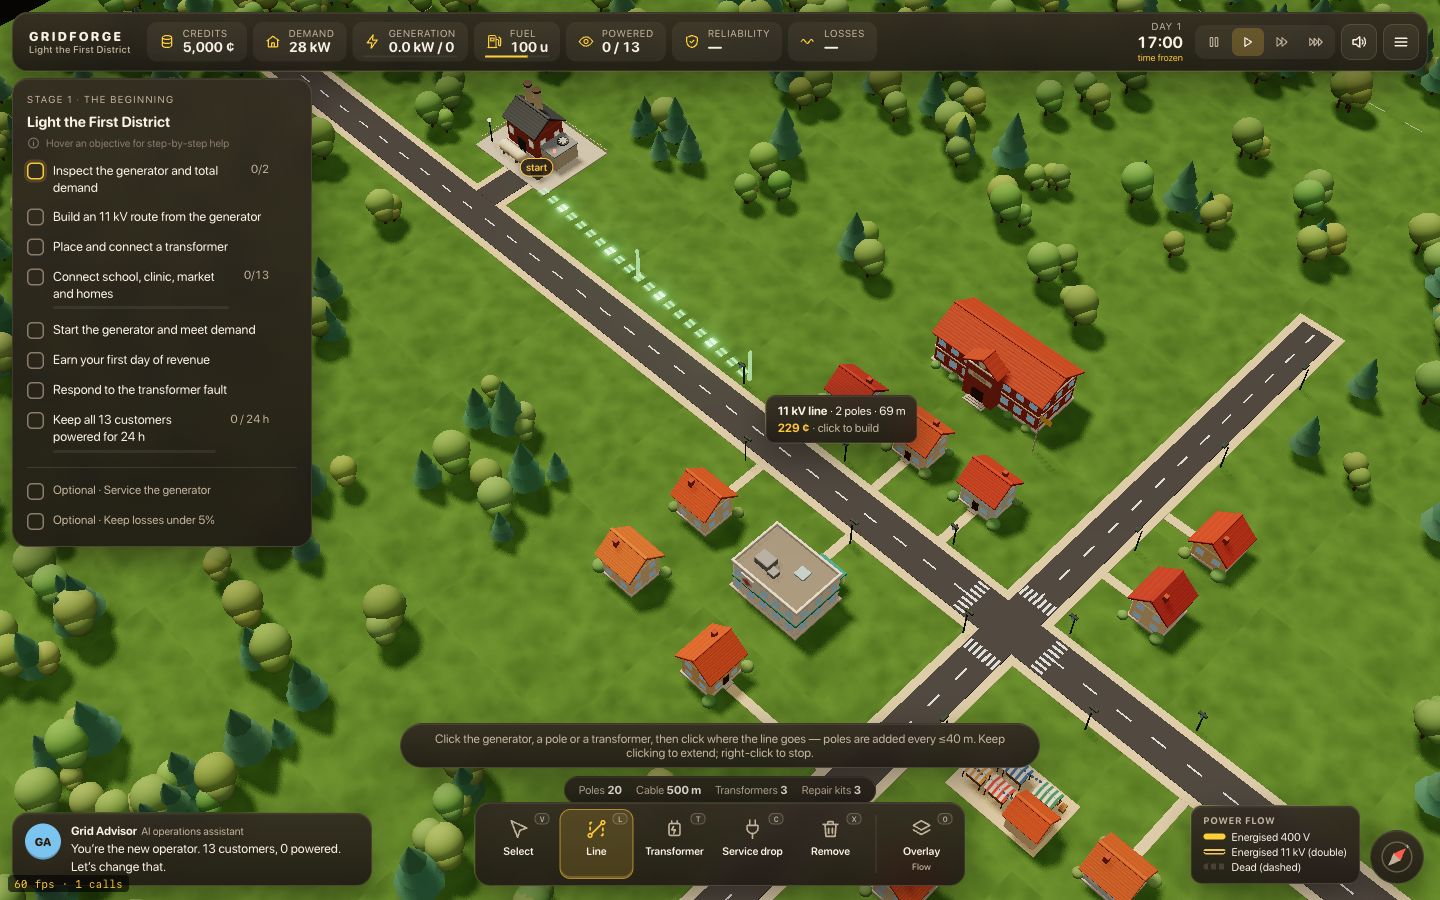 GRIDFORGE
Light the First District
CREDITS
5,000 ¢
DEMAND
28 kW
GENERATION
0.0 kW / 0
FUEL
100 u
POWERED
0 / 13
RELIABILITY
—
LOSSES
—
DAY 1
17:00
time frozen
STAGE 1 · THE BEGINNING
Light the First District
Hover an objective for step-by-step help
Inspect the generator and total 0/2
demand
Build an 11 kV route from the generator
Place and connect a transformer
Connect school, clinic, market 0/13
and homes
Start the generator and meet demand
Earn your first day of revenue
Respond to the transformer fault
Keep all 13 customers 0 / 24 h
powered for 24 h
Optional · Service the generator
Optional · Keep losses under 5%
start
11 kV line · 2 poles · 69 m
229 ¢ · click to build
Click the generator, a pole or a transformer, then click where the line goes — poles are added every ≤40 m. Keep
clicking to extend; right-click to stop.
Poles 20 Cable 500 m Transformers 3 Repair kits 3
V
Select
L
Line
T
Transformer
C
Service drop
X
Remove
O
Overlay
Flow
GA
Grid Advisor AI operations assistant
You're the new operator. 13 customers, 0 powered.
Let's change that.
60 fps · 1 calls
POWER FLOW
Energised 400 V
Energised 11 kV (double)
Dead (dashed)